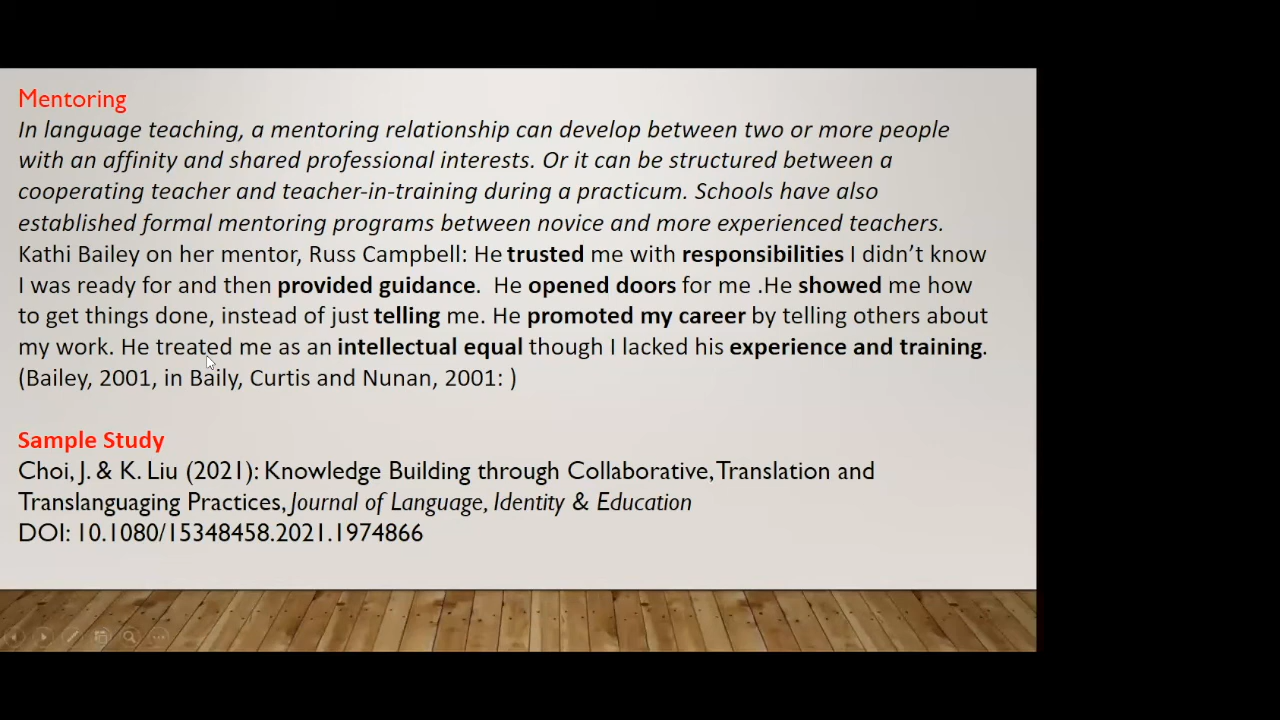 Mentoring
In language teaching, a mentoring relationship can develop between two or more people
with an affinity and shared professional interests. Or it can be structured between a
cooperating teacher and teacher-in-training during a practicum. Schools have also
established formal mentoring programs between novice and more experienced teachers.
Kathi Bailey on her mentor, Russ Campbell: He trusted me with responsibilities I didn’t know
I was ready for and then provided guidance.  He opened doors for me .He showed me how
to get things done, instead of just telling me. He promoted my career by telling others about
my work. He treated me as an intellectual equal though I lacked his experience and training.
(Bailey, 2001, in Baily, Curtis and Nunan, 2001: )
Sample Study
Choi, J. & K. Liu (2021): Knowledge Building through Collaborative, Translation and
Translanguaging Practices, Journal of Language, Identity & Education
DOI: 10.1080/15348458.2021.1974866